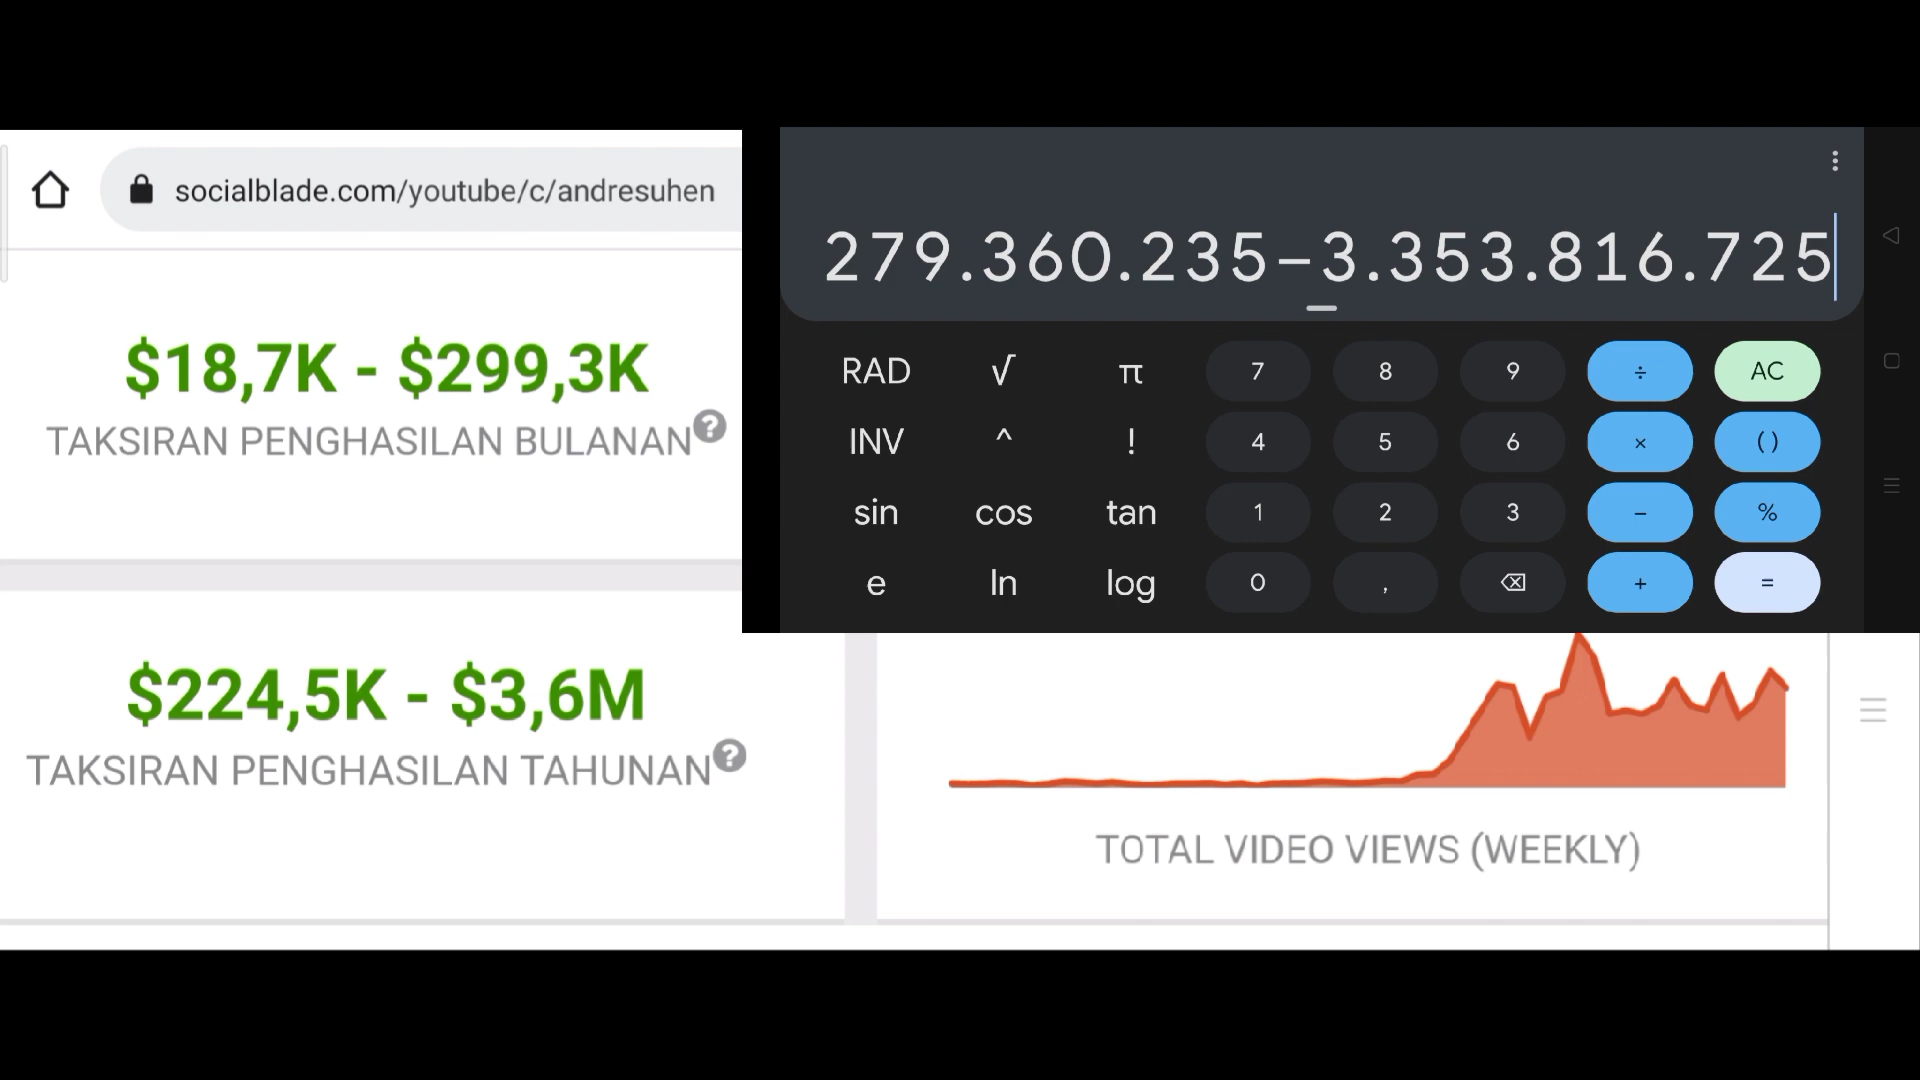 socialblade.com/youtube/c/andresuhen
$18,7K - $299,3K
TAKSIRAN PENGHASILAN BULANAN?
$224,5K - $3,6M
TAKSIRAN PENGHASILAN TAHUNAN?
279.360.235−3.353.816.725
RAD √ π 7 8 9 ÷ AC
INV ^ ! 4 5 6 × ()
sin cos tan 1 2 3 − %
e ln log 0 , + =
TOTAL VIDEO VIEWS (WEEKLY)